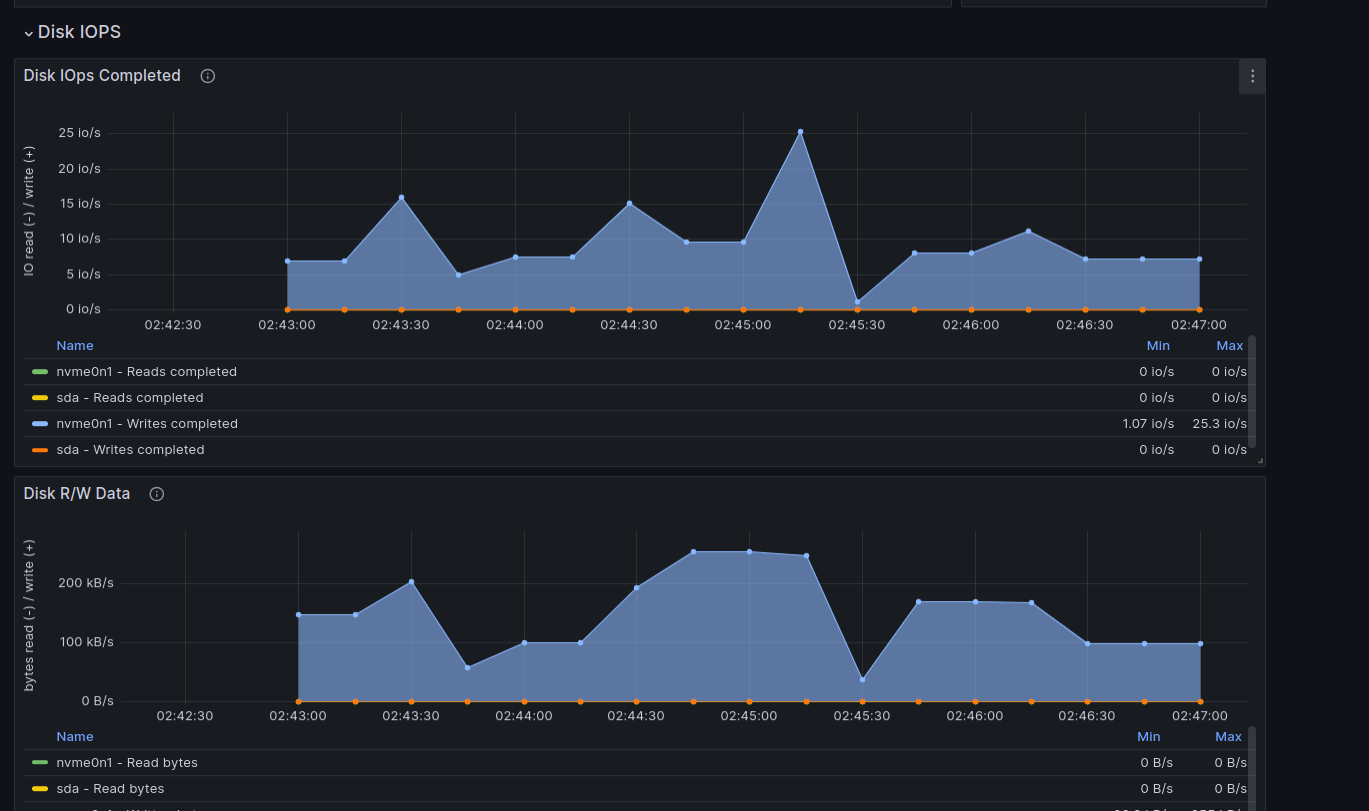 Disk IOPS
Disk IOps Completed
IO read (-) / write (+)
25 io/s
20 io/s
15 io/s
10 io/s
5 io/s
0 io/s
02:42:30 02:43:00 02:43:30 02:44:00 02:44:30 02:45:00 02:45:30 02:46:00 02:46:30 02:47:00
Name Min Max
nvme0n1 - Reads completed 0 io/s 0 io/s
sda - Reads completed 0 io/s 0 io/s
nvme0n1 - Writes completed 1.07 io/s 25.3 io/s
sda - Writes completed 0 io/s 0 io/s
Disk R/W Data
bytes read (-) / write (+)
200 kB/s
100 kB/s
0 B/s
02:42:30 02:43:00 02:43:30 02:44:00 02:44:30 02:45:00 02:45:30 02:46:00 02:46:30 02:47:00
Name Min Max
nvme0n1 - Read bytes 0 B/s 0 B/s
sda - Read bytes 0 B/s 0 B/s